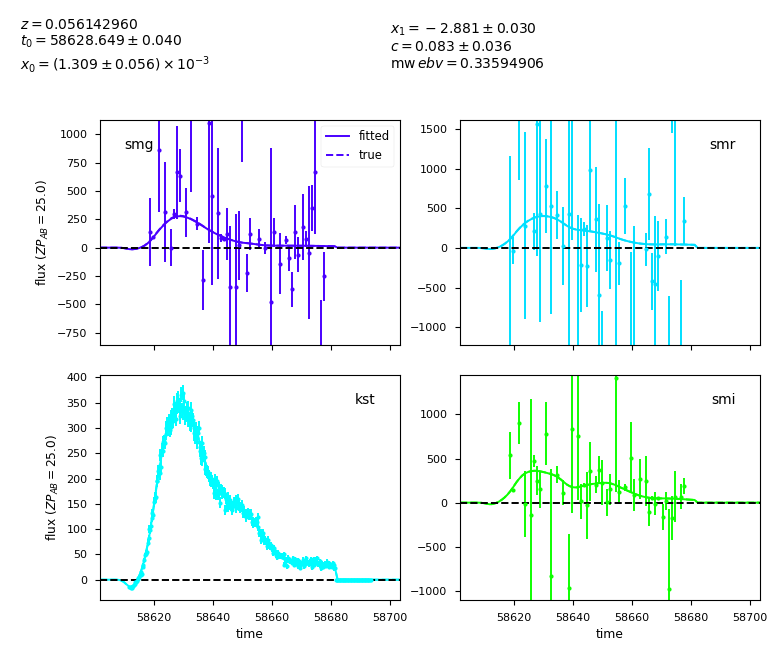 z = 0.056142960
t₀ = 58628.649 ± 0.040
x₀ = (1.309 ± 0.056) × 10⁻³
x₁ = −2.881 ± 0.030
c = 0.083 ± 0.036
mw ebv = 0.33594906
smg
fitted
true
1000
750
500
250
0
−250
−500
−750
flux (ZP_AB = 25.0)
smr
1500
1000
500
0
−500
−1000
kst
400
350
300
250
200
150
100
50
0
flux (ZP_AB = 25.0)
58620 58640 58660 58680 58700
time
smi
1000
500
0
−500
−1000
58620 58640 58660 58680 58700
time